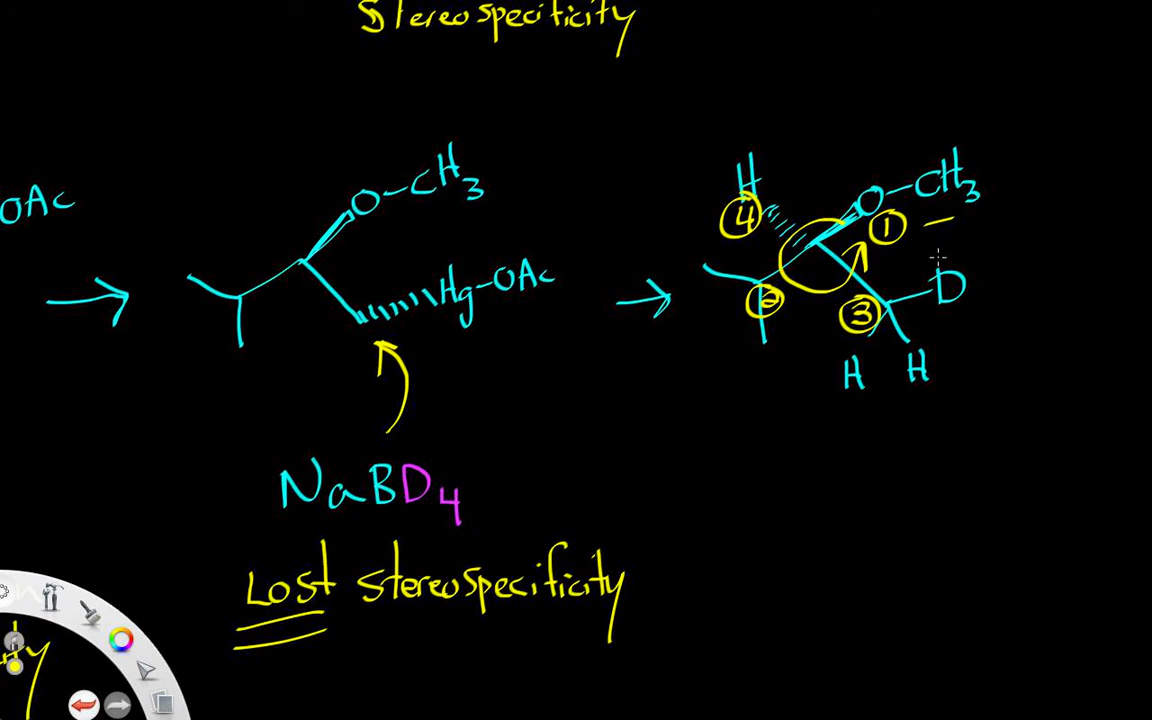 Stereospecificity
OAc
O-CH3
Hg-OAc
H
O-CH3
4
1
2
3
D
H H
NaBD4
Lost stereospecificity